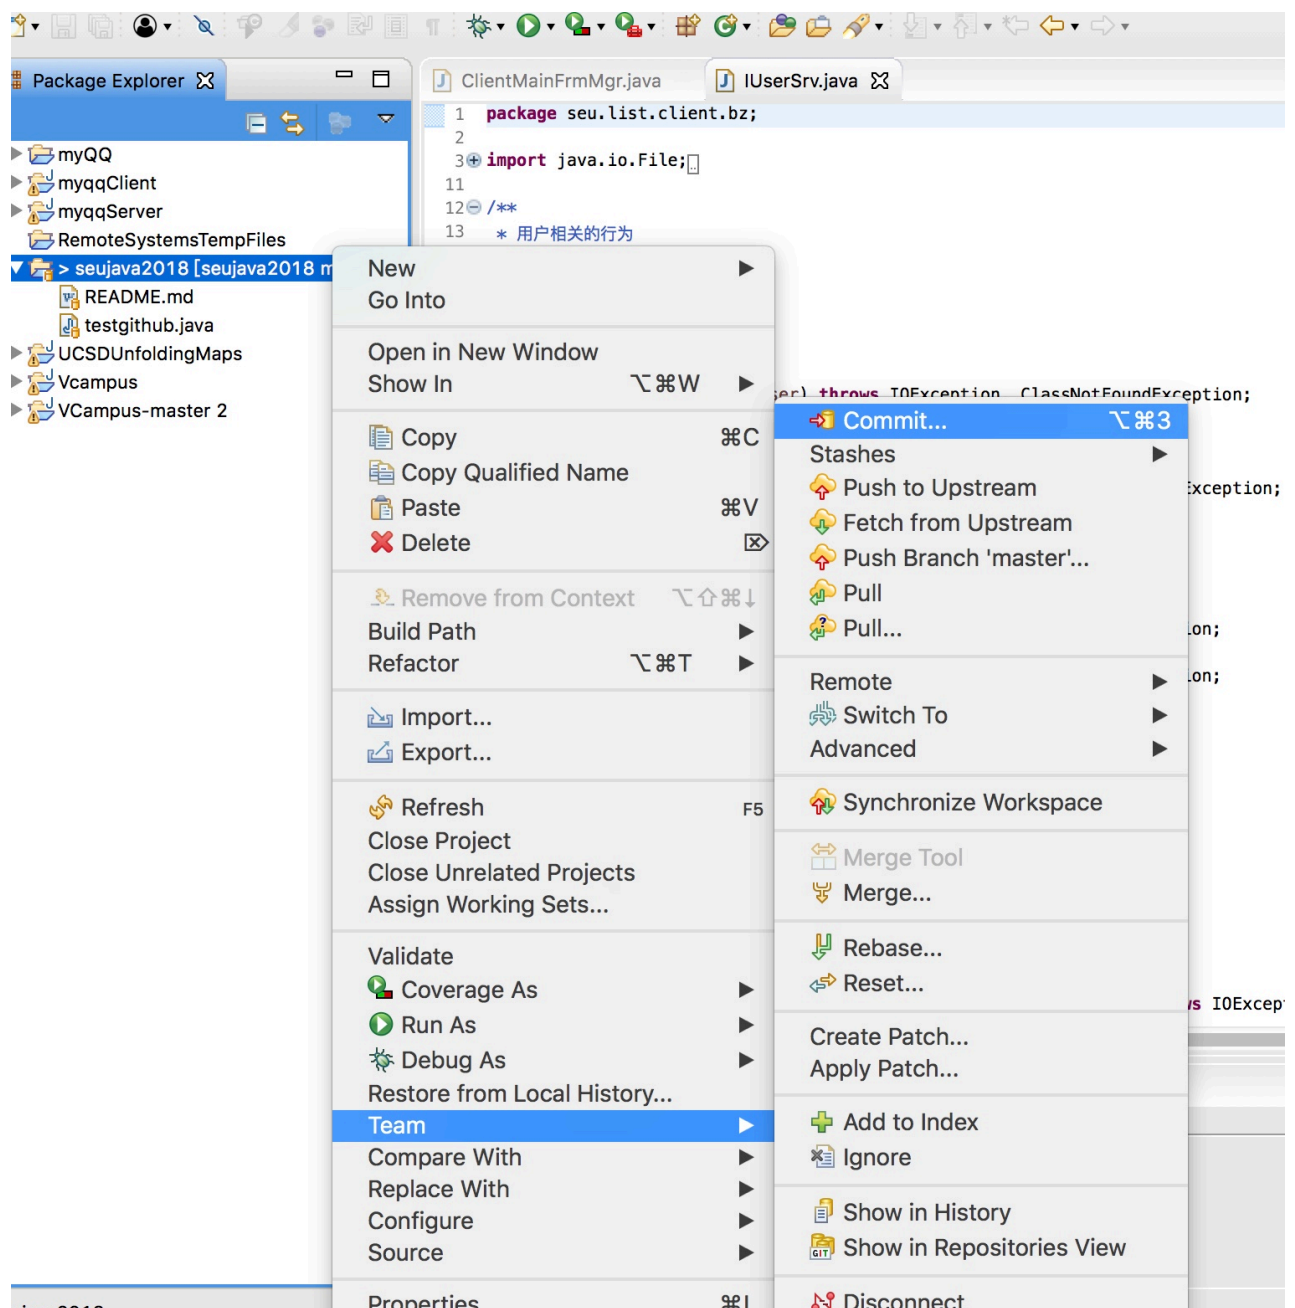 Package Explorer
ClientMainFrmMgr.java
IUserSrv.java
myQQ
myqqClient
myqqServer
RemoteSystemsTempFiles
> seujava2018 [seujava2018 m
README.md
testgithub.java
UCSDUnfoldingMaps
Vcampus
VCampus-master 2
1 package seu.list.client.bz;
2
3 import java.io.File;
11
12 /**
13 * 用户相关的行为
ser) throws IOException, ClassNotFoundException;
Exception;
ion;
ion;
ws IOExcep
New
Go Into
Open in New Window
Show In ⌥⌘W
Copy ⌘C
Copy Qualified Name
Paste ⌘V
Delete ⌦
Remove from Context ⌥⇧⌘↓
Build Path
Refactor ⌥⌘T
Import...
Export...
Refresh F5
Close Project
Close Unrelated Projects
Assign Working Sets...
Validate
Coverage As
Run As
Debug As
Restore from Local History...
Team
Compare With
Replace With
Configure
Source
Properties ⌘I
Commit... ⌥⌘3
Stashes
Push to Upstream
Fetch from Upstream
Push Branch 'master'...
Pull
Pull...
Remote
Switch To
Advanced
Synchronize Workspace
Merge Tool
Merge...
Rebase...
Reset...
Create Patch...
Apply Patch...
Add to Index
Ignore
Show in History
GIT Show in Repositories View
Disconnect